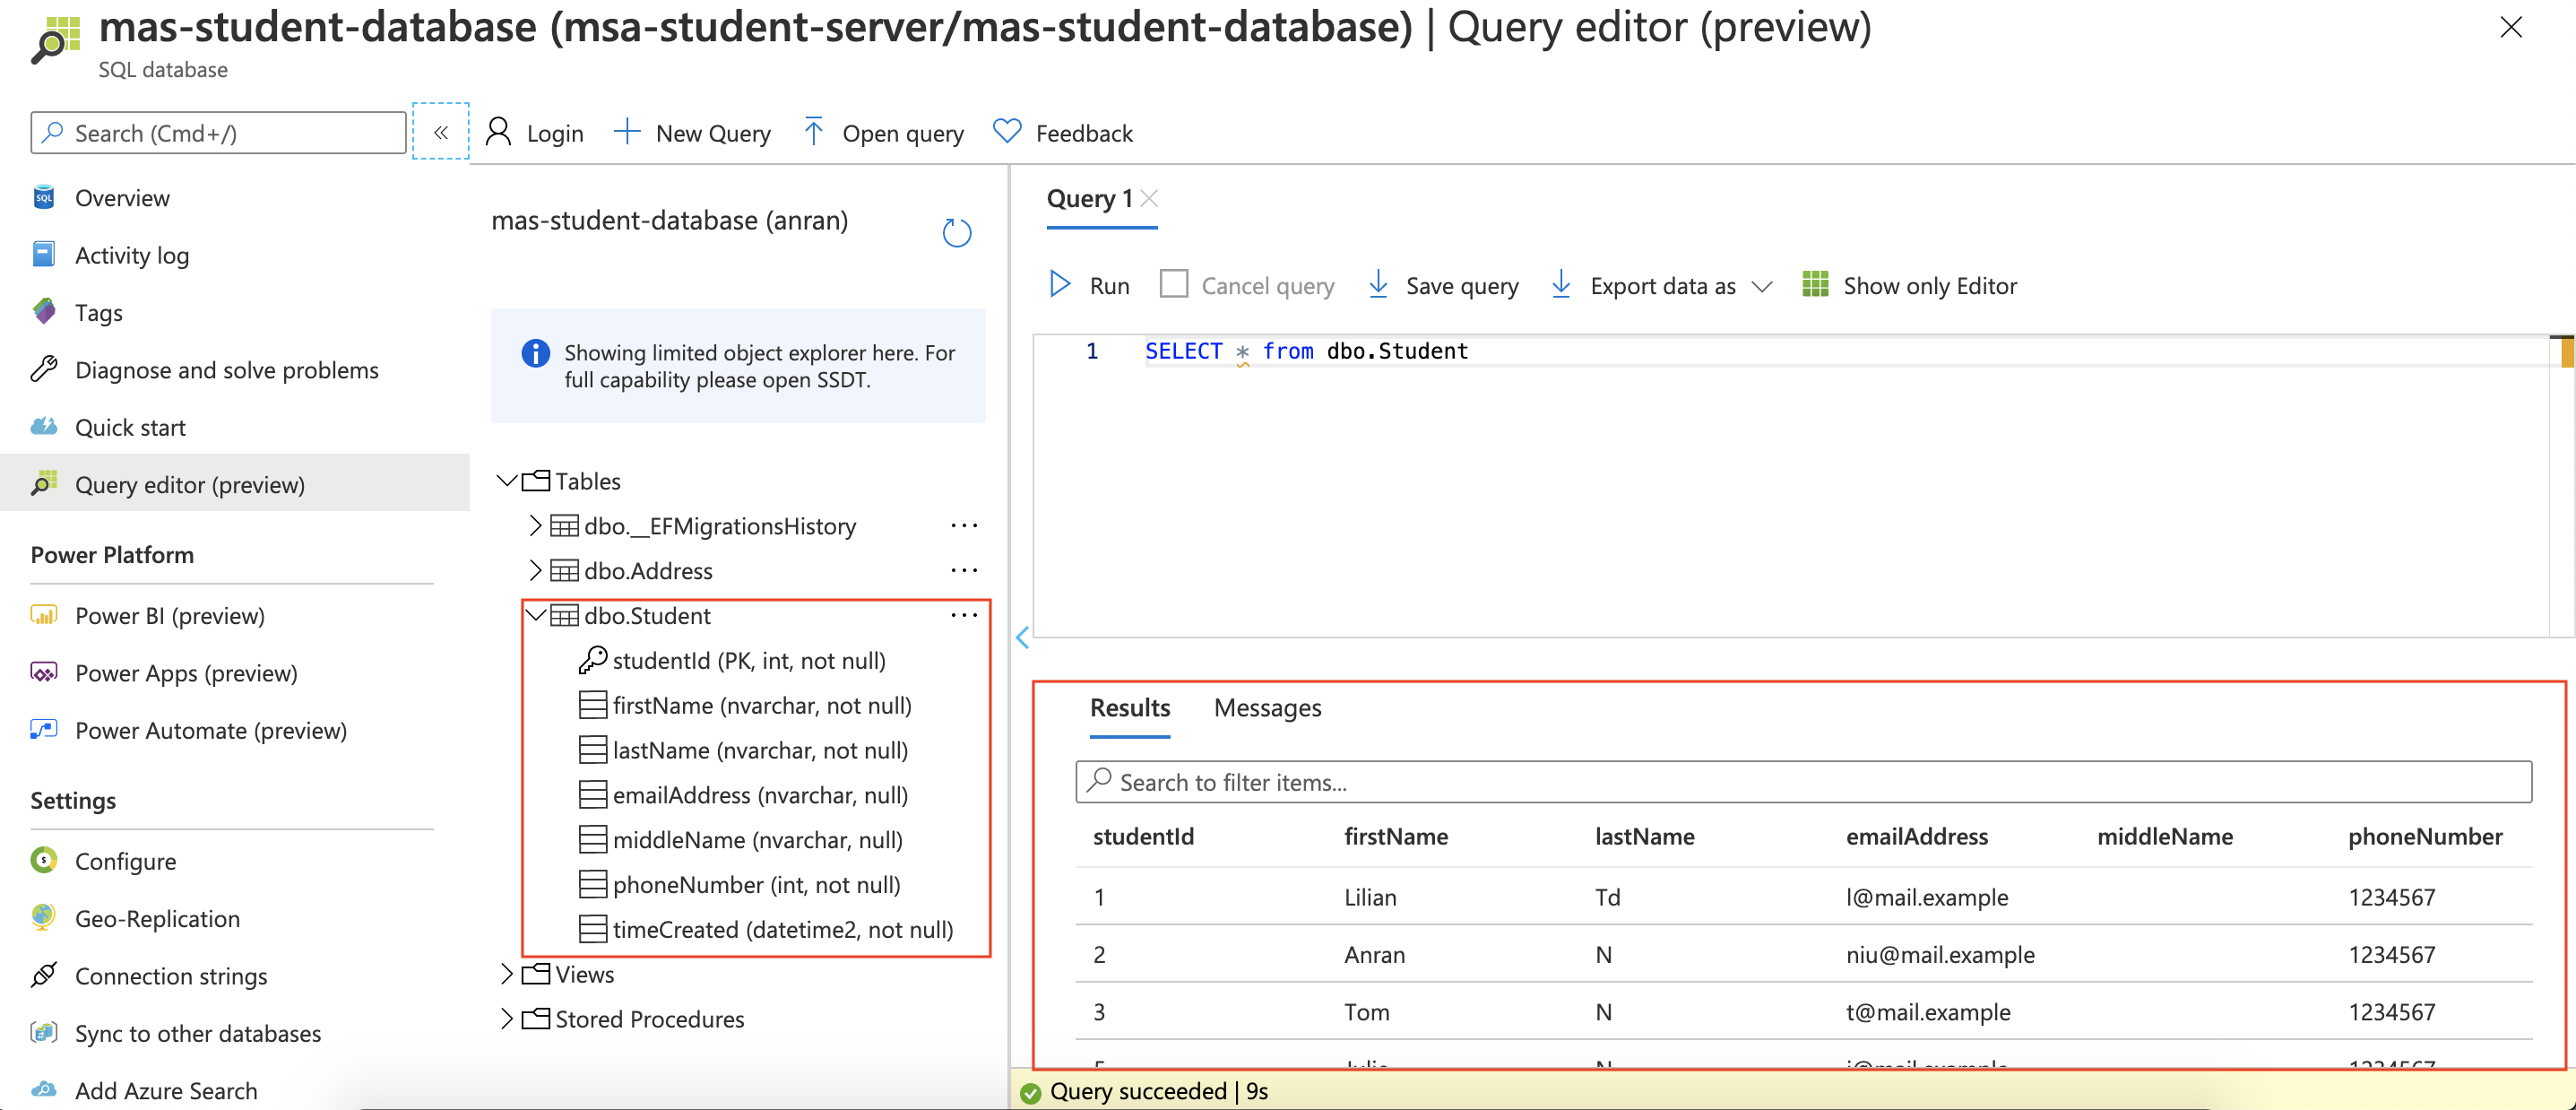 mas-student-database (msa-student-server/mas-student-database) | Query editor (preview)
SQL database
Search (Cmd+/)
«
Login
New Query
Open query
Feedback
Overview
Activity log
Tags
Diagnose and solve problems
Quick start
Query editor (preview)
Power Platform
Power BI (preview)
Power Apps (preview)
Power Automate (preview)
Settings
Configure
Geo-Replication
Connection strings
Sync to other databases
Add Azure Search
mas-student-database (anran)
Showing limited object explorer here. For
full capability please open SSDT.
Tables
dbo.__EFMigrationsHistory ...
dbo.Address ...
dbo.Student ...
studentId (PK, int, not null)
firstName (nvarchar, not null)
lastName (nvarchar, not null)
emailAddress (nvarchar, null)
middleName (nvarchar, null)
phoneNumber (int, not null)
timeCreated (datetime2, not null)
Views
Stored Procedures
Query 1
Run
Cancel query
Save query
Export data as
Show only Editor
1 SELECT * from dbo.Student
Results Messages
Search to filter items...
studentId firstName lastName emailAddress middleName phoneNumber
1 Lilian Td l@mail.example 1234567
2 Anran N niu@mail.example 1234567
3 Tom N t@mail.example 1234567
Query succeeded | 9s